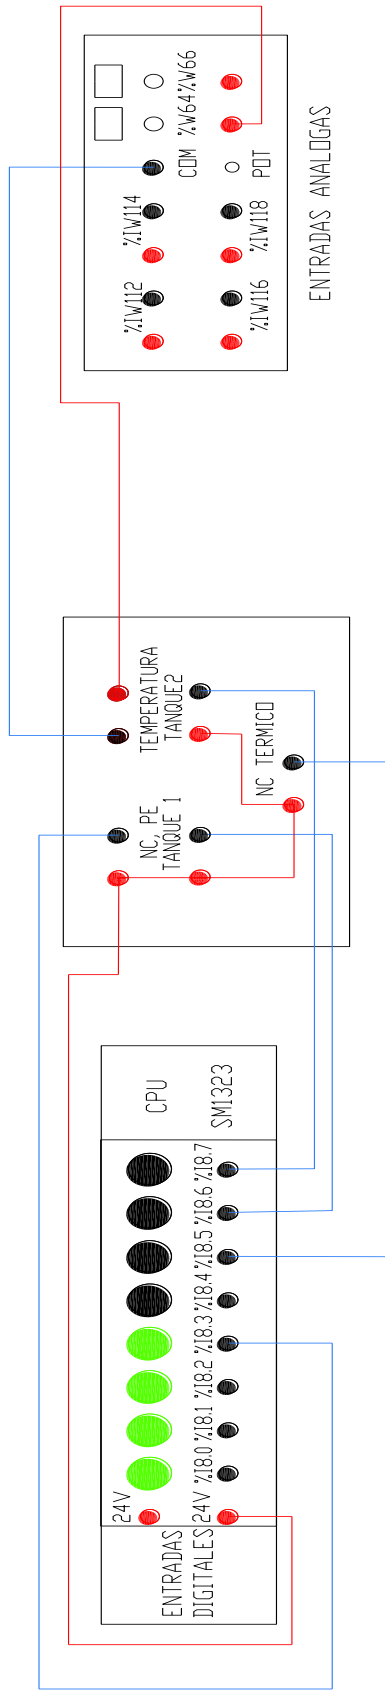 %W64 %W66
COM
%IW114
%IW112
POT
%IW118
%IW116
ENTRADAS ANALOGAS
TEMPERATURA
TANQUE2
NC, PE
TANQUE 1
NC TERMICO
CPU
SM1323
24V
24V %I8.0 %I8.1 %I8.2 %I8.3 %I8.4 %I8.5 %I8.6 %I8.7
ENTRADAS
DIGITALES